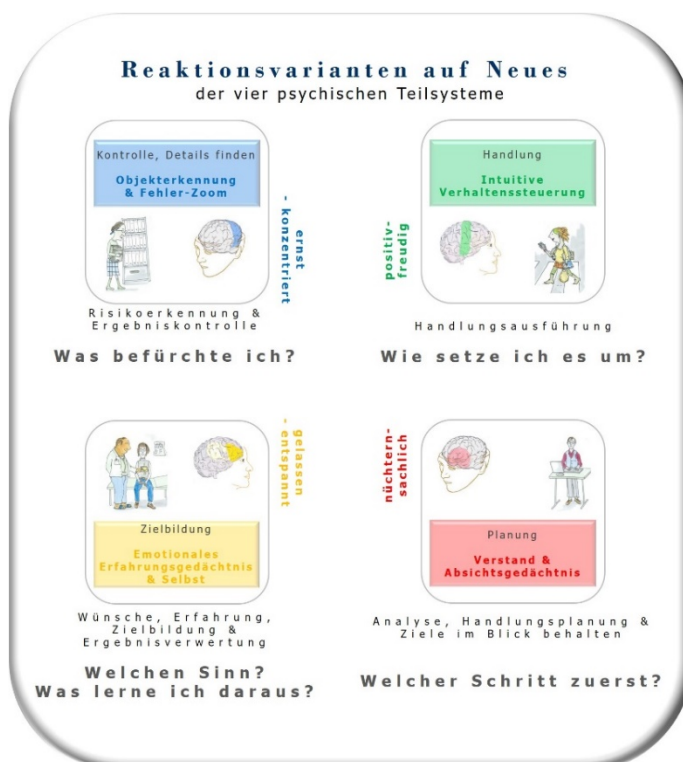 Reaktionsvarianten auf Neues
der vier psychischen Teilsysteme
Kontrolle, Details finden
Objekterkennung
& Fehler-Zoom
ernst
- konzentriert
Risikoerkennung &
Ergebniskontrolle
Was befürchte ich?
Handlung
Intuitive
Verhaltenssteuerung
positiv-
freudig
Handlungsausführung
Wie setze ich es um?
gelassen
- entspannt
Zielbildung
Emotionales
Erfahrungsgedächtnis
& Selbst
Wünsche, Erfahrung,
Zielbildung &
Ergebnisverwertung
Welchen Sinn?
Was lerne ich daraus?
nüchtern-
sachlich
Planung
Verstand &
Absichtsgedächtnis
Analyse, Handlungsplanung &
Ziele im Blick behalten
Welcher Schritt zuerst?